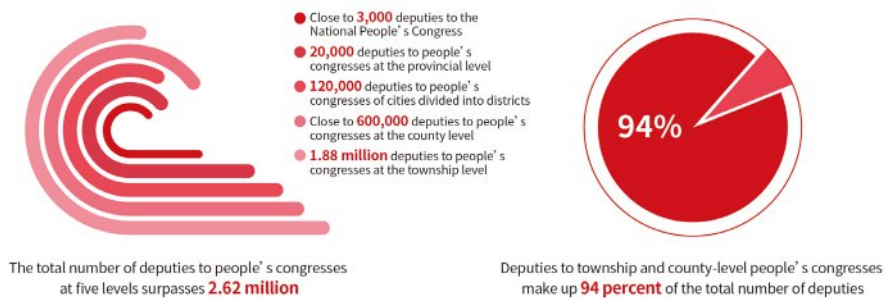 Close to 3,000 deputies to the
National People's Congress
20,000 deputies to people's
congresses at the provincial level
120,000 deputies to people's
congresses of cities divided into districts
Close to 600,000 deputies to people's
congresses at the county level
1.88 million deputies to people's
congresses at the township level
The total number of deputies to people's congresses
at five levels surpasses 2.62 million
94%
Deputies to township and county-level people's congresses
make up 94 percent of the total number of deputies